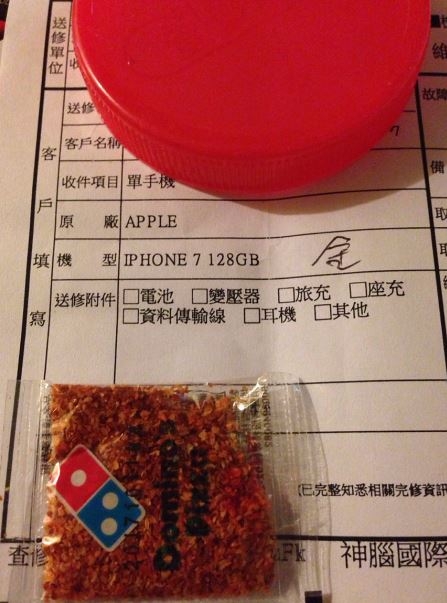 送修單位
送修
客戶名稱 7
客戶填寫
收件項目 單手機
原廠 APPLE
機型 IPHONE 7 128GB 金
送修附件 □電池 □變壓器 □旅充 □座充
□資料傳輸線 □耳機 □其他
故障
備
取
取
(已完整知悉相關完修資訊
Domino's
Pizza
查修
神腦國際